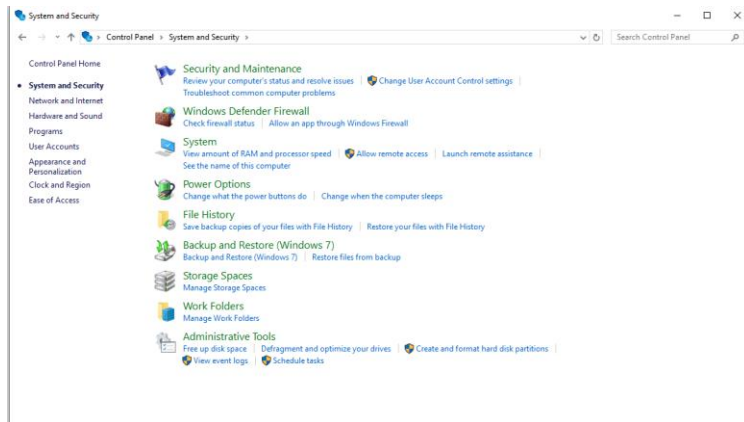 System and Security
Control Panel > System and Security >
Search Control Panel
Control Panel Home
System and Security
Network and Internet
Hardware and Sound
Programs
User Accounts
Appearance and
Personalization
Clock and Region
Ease of Access
Security and Maintenance
Review your computer's status and resolve issues
Change User Account Control settings
Troubleshoot common computer problems
Windows Defender Firewall
Check firewall status
Allow an app through Windows Firewall
System
View amount of RAM and processor speed
Allow remote access
Launch remote assistance
See the name of this computer
Power Options
Change what the power buttons do
Change when the computer sleeps
File History
Save backup copies of your files with File History
Restore your files with File History
Backup and Restore (Windows 7)
Backup and Restore (Windows 7)
Restore files from backup
Storage Spaces
Manage Storage Spaces
Work Folders
Manage Work Folders
Administrative Tools
Free up disk space
Defragment and optimize your drives
Create and format hard disk partitions
View event logs
Schedule tasks